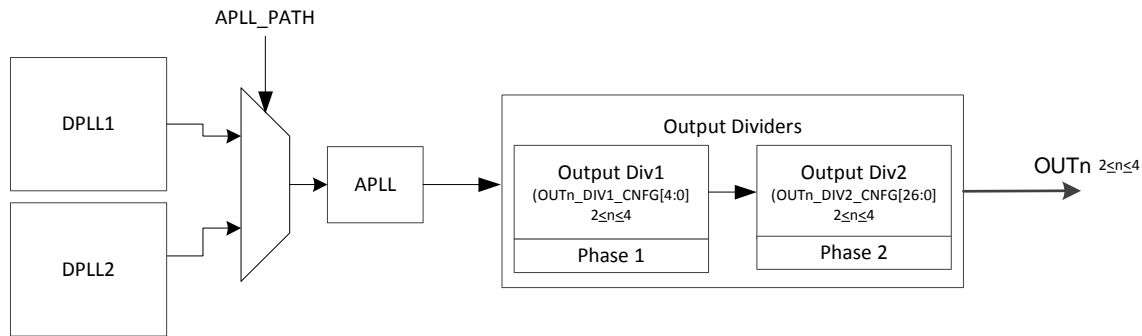 APLL_PATH
DPLL1
DPLL2
APLL
Output Dividers
Output Div1
(OUTn_DIV1_CNFG[4:0]
2≤n≤4
Phase 1
Output Div2
(OUTn_DIV2_CNFG[26:0]
2≤n≤4
Phase 2
OUTn 2≤n≤4